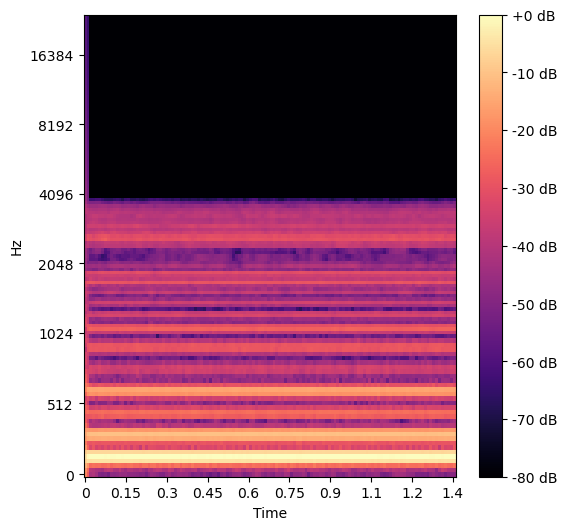 +0 dB
16384
-10 dB
8192
-20 dB
4096
-30 dB
Hz
2048
-40 dB
1024
-50 dB
512
-60 dB
0
-70 dB
-80 dB
0 0.15 0.3 0.45 0.6 0.75 0.9 1.1 1.2 1.4
Time